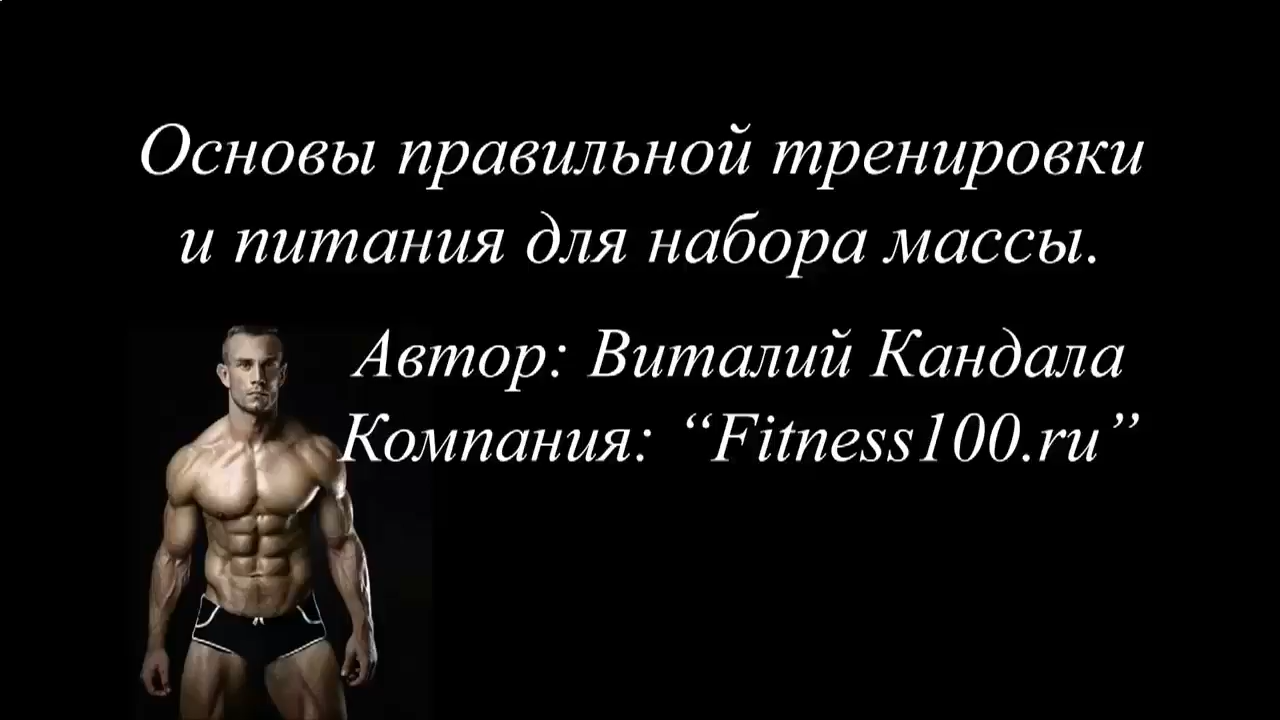 Основы правильной тренировки
и питания для набора массы.
Автор: Виталий Кандала
Компания: “Fitness100.ru”